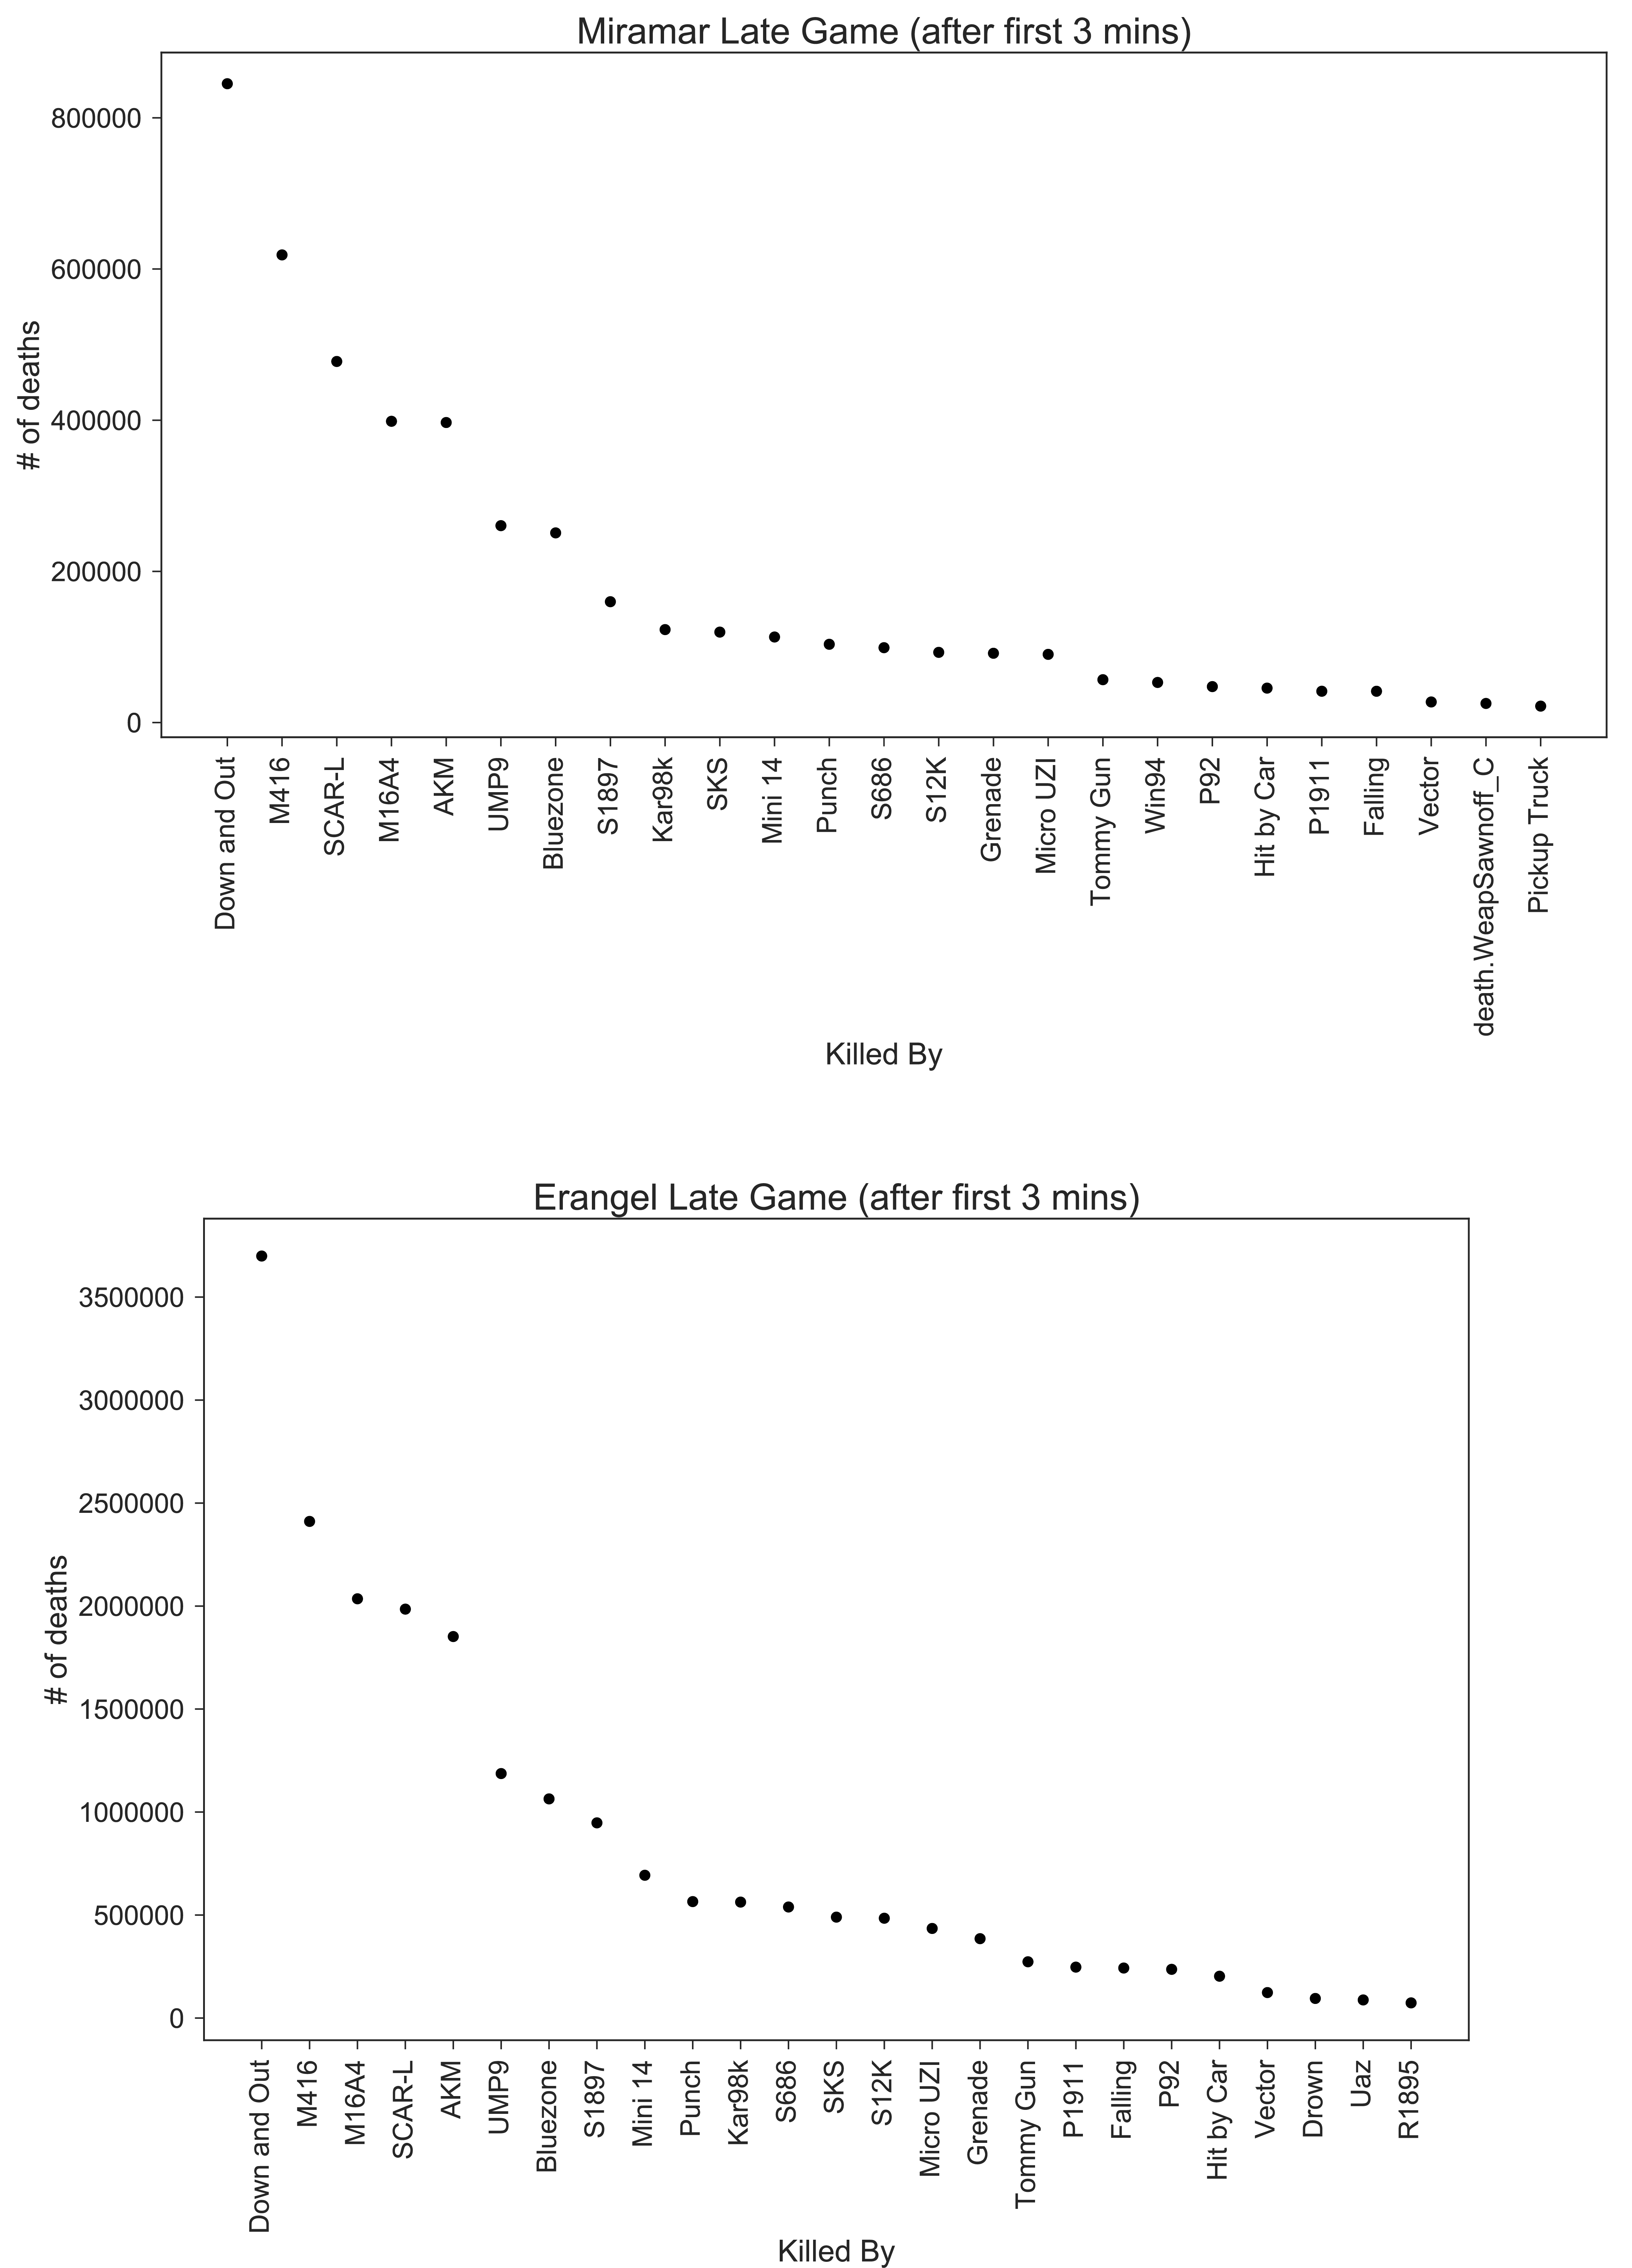 Miramar Late Game (after first 3 mins)
800000
600000
400000
200000
0
# of deaths
Down and Out
M416
SCAR-L
M16A4
AKM
UMP9
Bluezone
S1897
Kar98k
SKS
Mini 14
Punch
S686
S12K
Grenade
Micro UZI
Tommy Gun
Win94
P92
Hit by Car
P1911
Falling
Vector
death.WeapSawnoff_C
Pickup Truck
Killed By
Erangel Late Game (after first 3 mins)
3500000
3000000
2500000
2000000
1500000
1000000
500000
0
# of deaths
Down and Out
M416
M16A4
SCAR-L
AKM
UMP9
Bluezone
S1897
Mini 14
Punch
Kar98k
S686
SKS
S12K
Micro UZI
Grenade
Tommy Gun
P1911
Falling
P92
Hit by Car
Vector
Drown
Uaz
R1895
Killed By